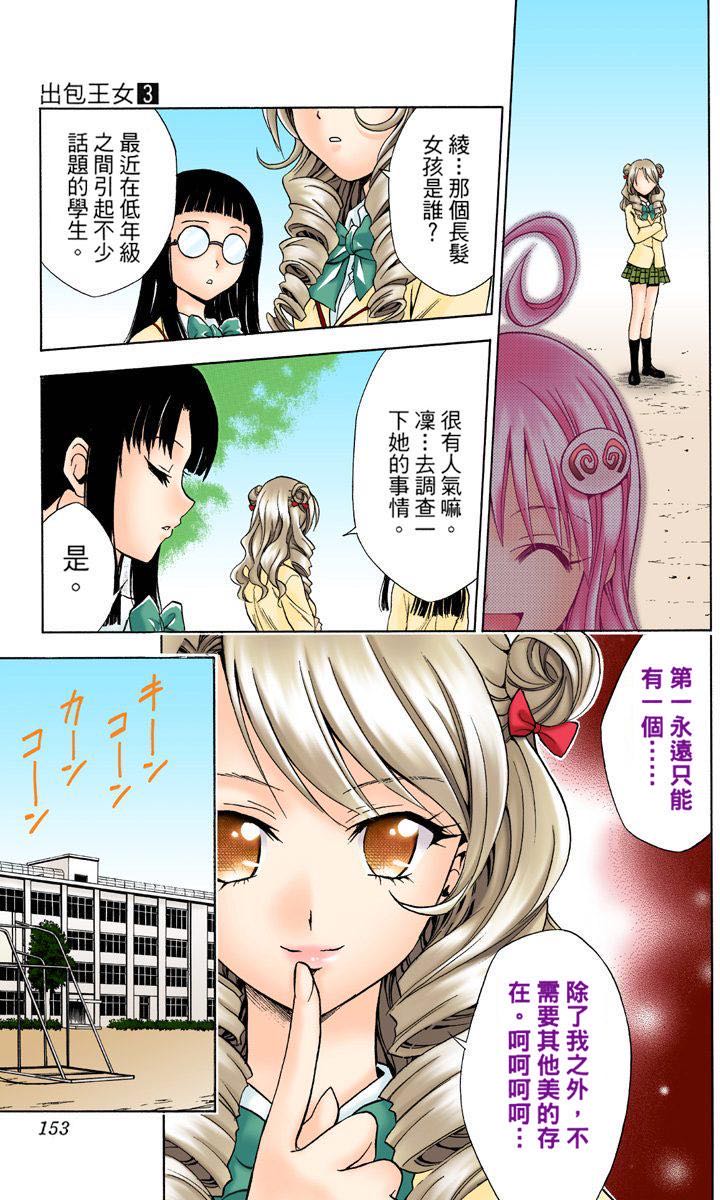 出包王女3
綾…那個長髮
女孩是誰?
最近在低年級
之間引起不少
話題的學生。
很有人氣嘛。
凜…去調查一
下她的事情。
是。
第一永遠只能
有一個……
除了我之外，不
需要其他美的存
在。呵呵呵呵…
キーン
コーン
カーン
コーン
153